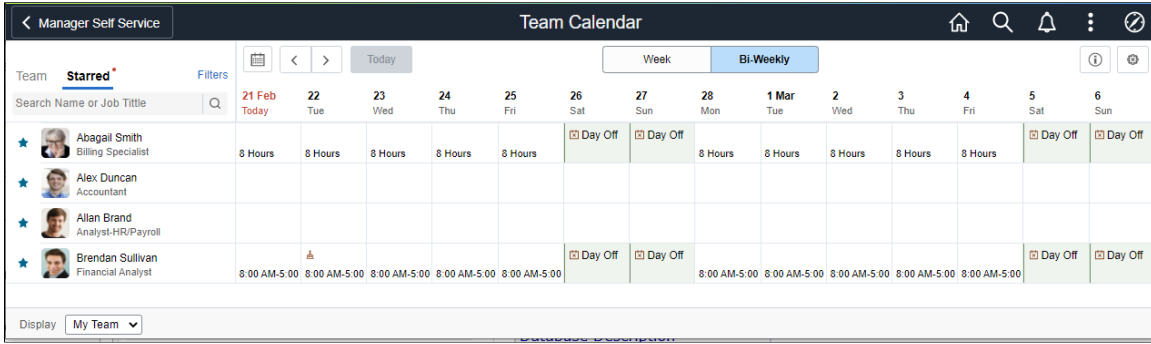 Manager Self Service
Team Calendar
Team Starred * Filters
Today
Week Bi-Weekly
Search Name or Job Tittle
21 Feb 22 23 24 25 26 27 28 1 Mar 2 3 4 5 6
Today Tue Wed Thu Fri Sat Sun Mon Tue Wed Thu Fri Sat Sun
Abagail Smith
Billing Specialist
Day Off Day Off Day Off Day Off
8 Hours 8 Hours 8 Hours 8 Hours 8 Hours 8 Hours 8 Hours 8 Hours 8 Hours 8 Hours
Alex Duncan
Accountant
Allan Brand
Analyst-HR/Payroll
Brendan Sullivan
Financial Analyst
Day Off Day Off Day Off Day Off
8:00 AM-5:00 8:00 AM-5:00 8:00 AM-5:00 8:00 AM-5:00 8:00 AM-5:00 8:00 AM-5:00 8:00 AM-5:00 8:00 AM-5:00 8:00 AM-5:00 8:00 AM-5:00
Display My Team
Database Description